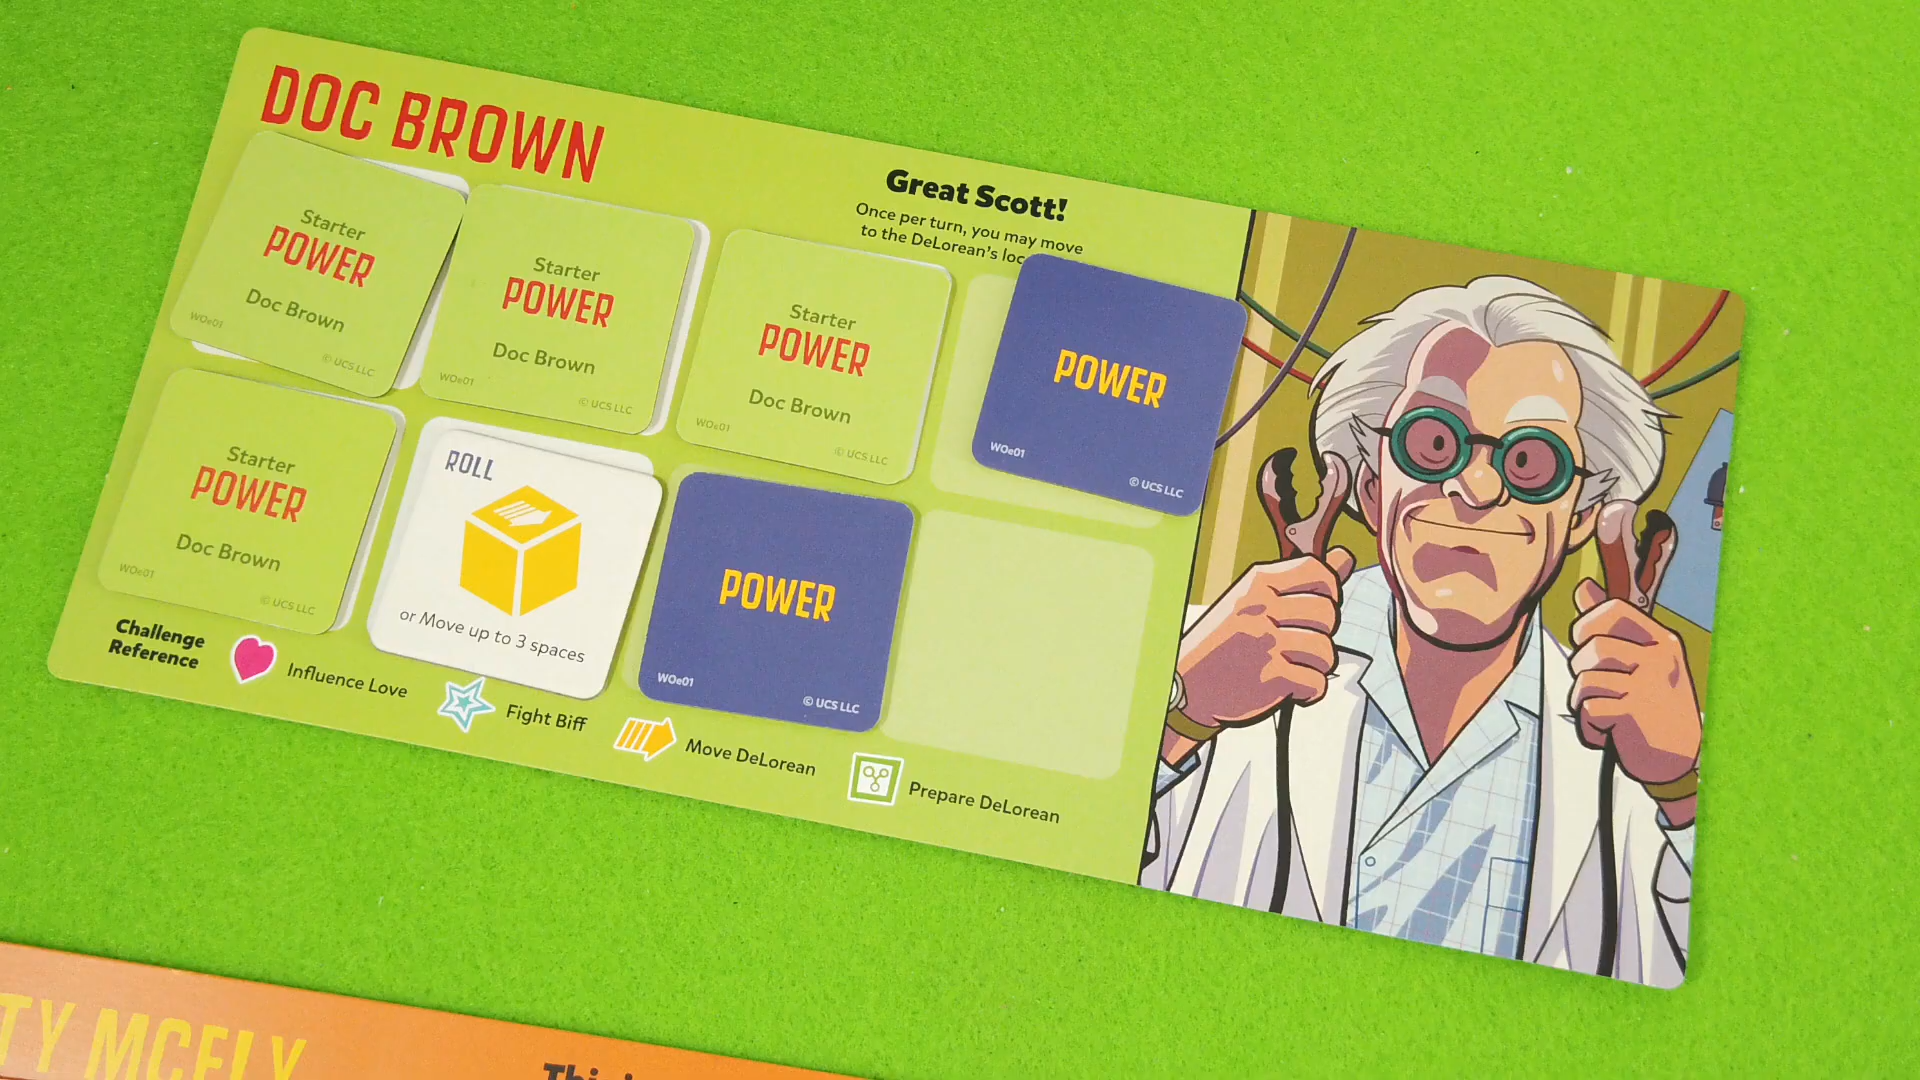 DOC BROWN
Great Scott!
Once per turn, you may move
to the DeLorean's
Starter
POWER
Doc Brown
WOe01
© UCS LLC
Starter
POWER
Doc Brown
WOe01
© UCS LLC
Starter
POWER
Doc Brown
WOe01
© UCS LLC
POWER
WOe01
© UCS LLC
Starter
POWER
Doc Brown
WOe01
© UCS LLC
ROLL
or Move up to 3 spaces
POWER
WOe01
© UCS LLC
Challenge
Reference
Influence Love
Fight Biff
Move DeLorean
Prepare DeLorean
TY MCFLY